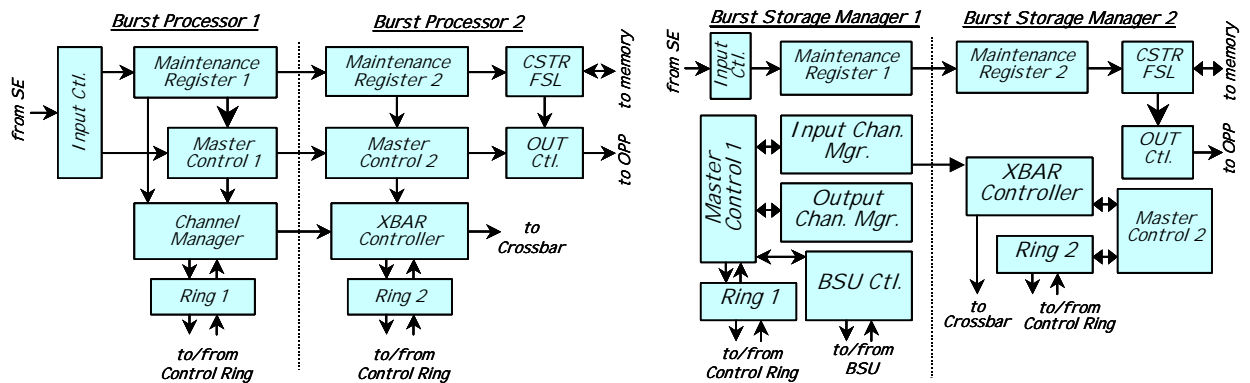 Burst Processor 1
Burst Processor 2
from SE
Input Ctl.
Maintenance
Register 1
Maintenance
Register 2
CSTR
FSL
to memory
Master
Control 1
Master
Control 2
OUT
Ctl.
to OPP
Channel
Manager
XBAR
Controller
to
Crossbar
Ring 1
Ring 2
to/from
Control Ring
to/from
Control Ring
Burst Storage Manager 1
Burst Storage Manager 2
from SE
Input
Ctl.
Maintenance
Register 1
Maintenance
Register 2
CSTR
FSL
to memory
Master
Control 1
Input Chan.
Mgr.
OUT
Ctl.
to OPP
XBAR
Controller
Output
Chan. Mgr.
Master
Control 2
Ring 2
BSU Ctl.
Ring 1
to
Crossbar
to/from
Control Ring
to/from
Control Ring
to/from
BSU